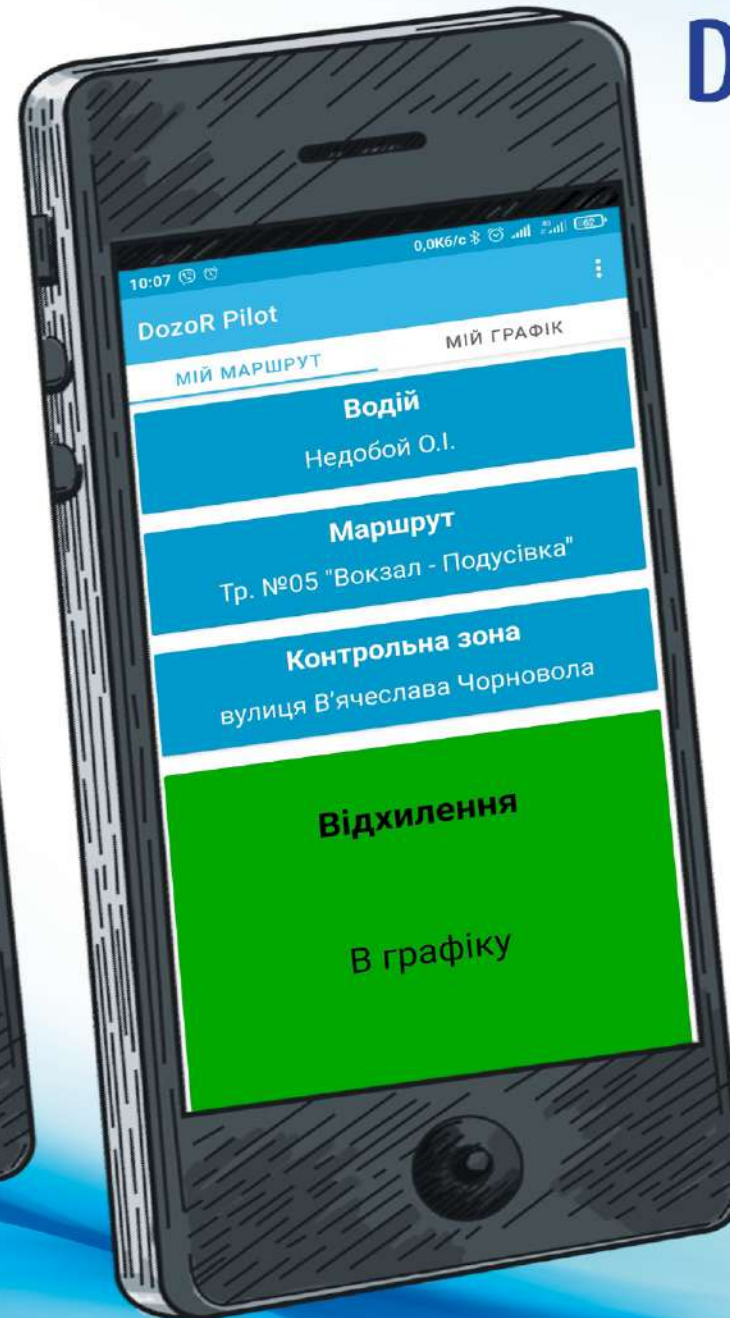 D
10:07
0,0Кб/с 62
DozoR Pilot
МІЙ МАРШРУТ
МІЙ ГРАФІК
Водій
Недобой О.І.
Маршрут
Тр. №05 "Вокзал - Подусівка"
Контрольна зона
вулиця В'ячеслава Чорновола
Відхилення
В графіку